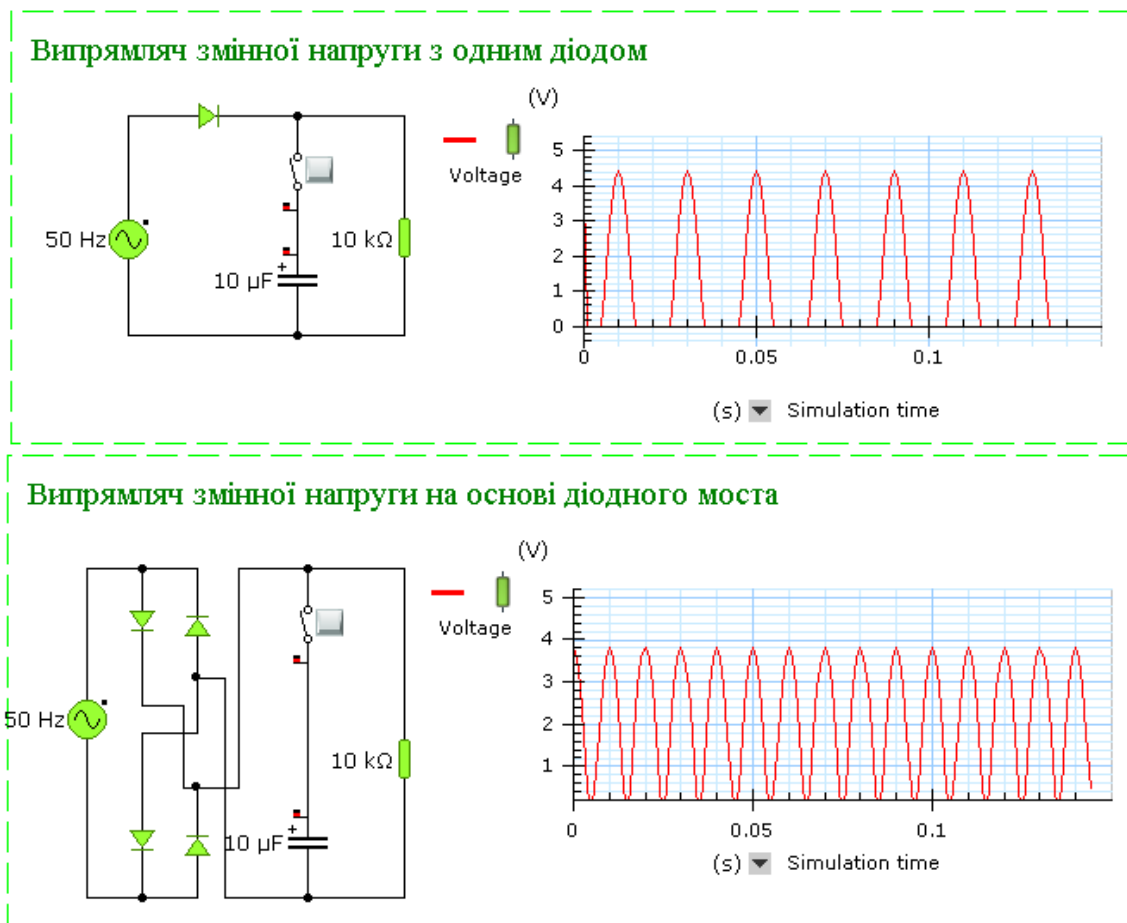 Випрямляч змінної напруги з одним діодом
(V)
Voltage
50 Hz
10 kΩ
10 µF
+
5
4
3
2
1
0
0
0.05
0.1
(s) Simulation time
Випрямляч змінної напруги на основі діодного моста
(V)
Voltage
50 Hz
10 kΩ
10 µF
+
5
4
3
2
1
0
0.05
0.1
(s) Simulation time